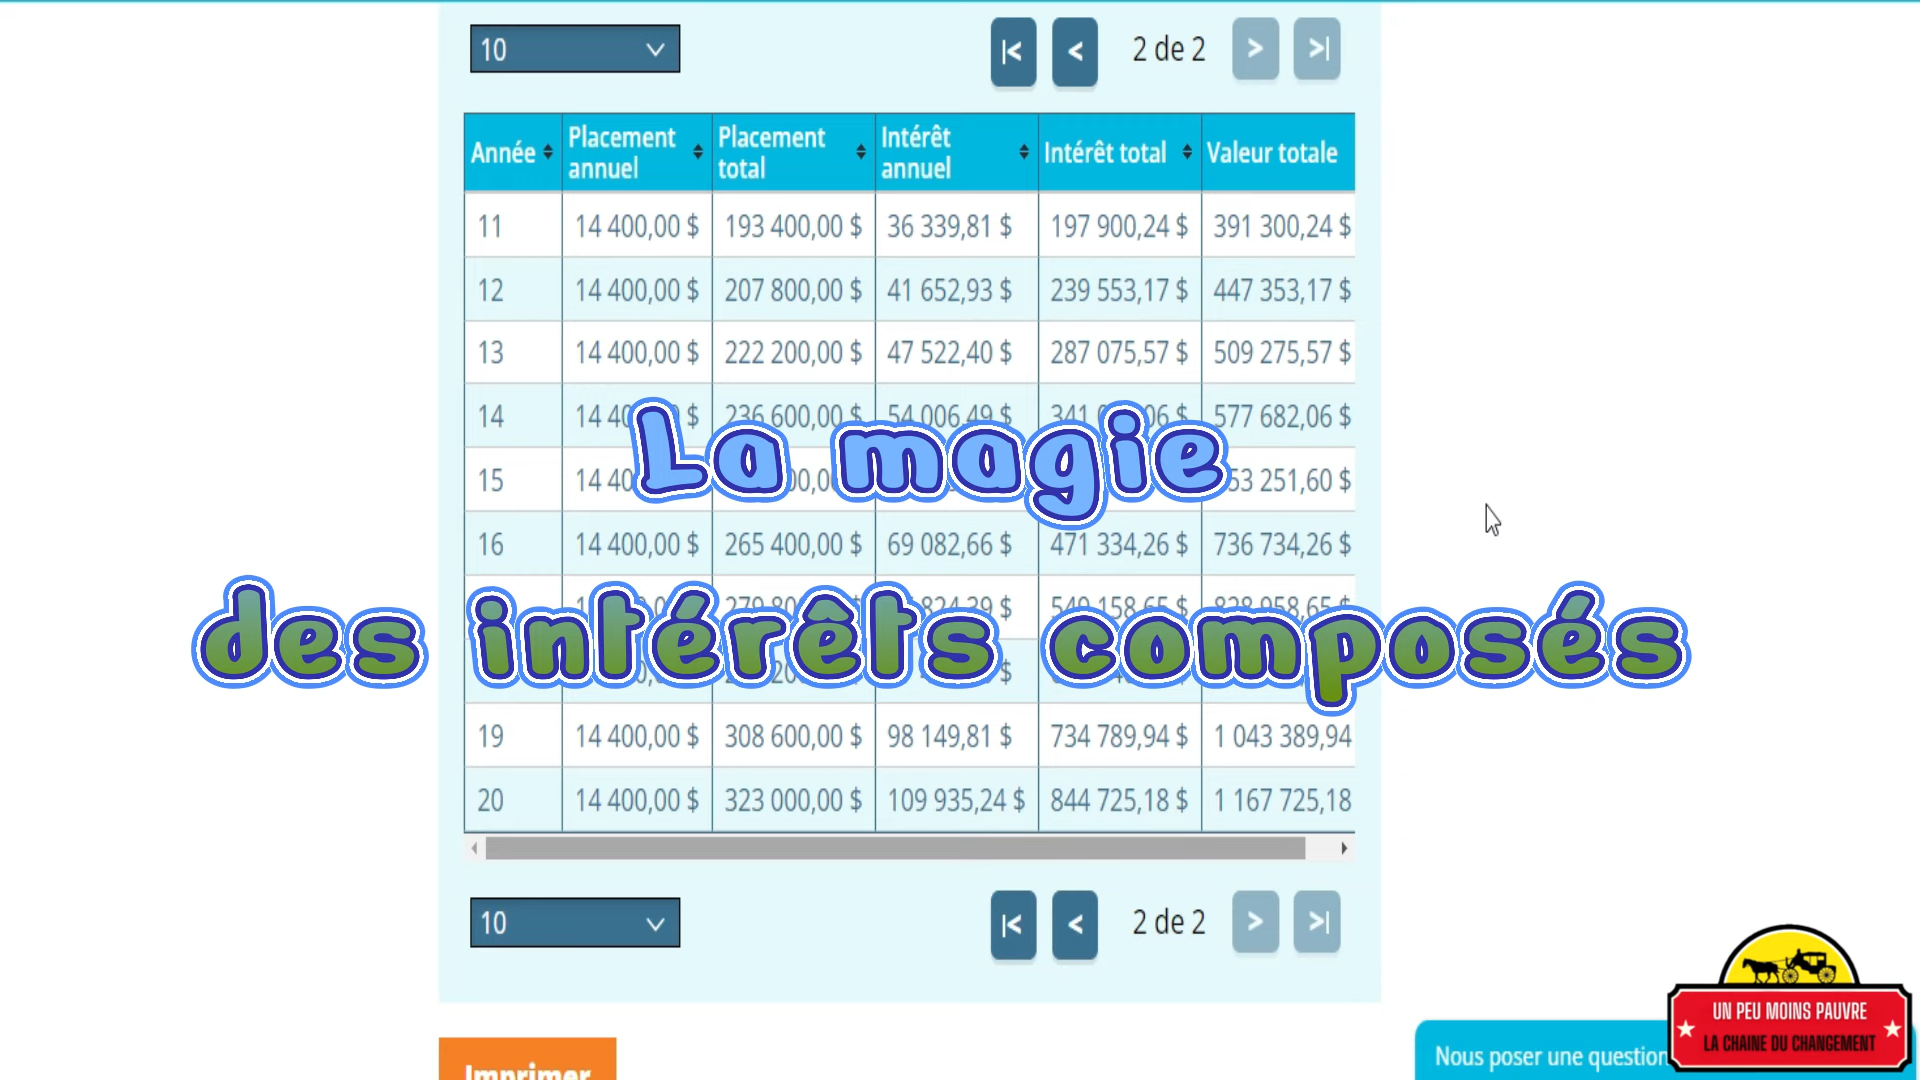 10
|< < 2 de 2 > >|
Année Placement annuel Placement total Intérêt annuel Intérêt total Valeur totale
11 14 400,00 $ 193 400,00 $ 36 339,81 $ 197 900,24 $ 391 300,24 $
12 14 400,00 $ 207 800,00 $ 41 652,93 $ 239 553,17 $ 447 353,17 $
13 14 400,00 $ 222 200,00 $ 47 522,40 $ 287 075,57 $ 509 275,57 $
14 236 600,00 $ 54 006,49 $ 577 682,06 $
La magie
15
16 14 400,00 $ 265 400,00 $ 69 082,66 $ 471 334,26 $ 736 734,26 $
des intérêts composés
19 14 400,00 $ 308 600,00 $ 98 149,81 $ 734 789,94 $ 1 043 389,94
20 14 400,00 $ 323 000,00 $ 109 935,24 $ 844 725,18 $ 1 167 725,18
10
|< < 2 de 2 > >|
Imprimer
Nous poser une question
UN PEU MOINS PAUVRE
LA CHAINE DU CHANGEMENT